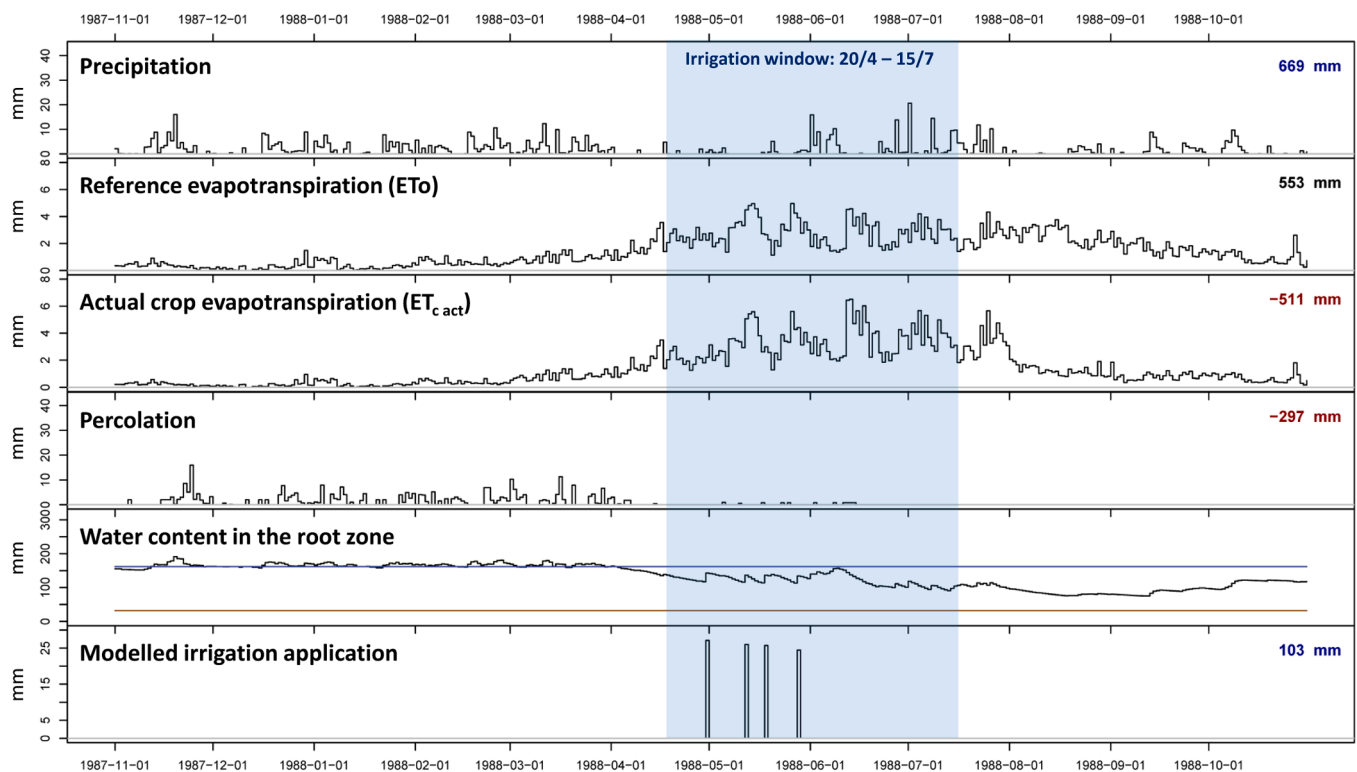 1987−11−01 1987−12−01 1988−01−01 1988−02−01 1988−03−01 1988−04−01 1988−05−01 1988−06−01 1988−07−01 1988−08−01 1988−09−01 1988−10−01
Irrigation window: 20/4 – 15/7
Precipitation
669 mm
mm
40
30
20
10
0
Reference evapotranspiration (ETo)
553 mm
mm
8
6
4
2
0
Actual crop evapotranspiration (ETc act)
−511 mm
mm
8
6
4
2
0
Percolation
−297 mm
mm
40
30
20
10
0
Water content in the root zone
mm
300
200
100
0
Modelled irrigation application
103 mm
mm
25
15
5
0
1987−11−01 1987−12−01 1988−01−01 1988−02−01 1988−03−01 1988−04−01 1988−05−01 1988−06−01 1988−07−01 1988−08−01 1988−09−01 1988−10−01